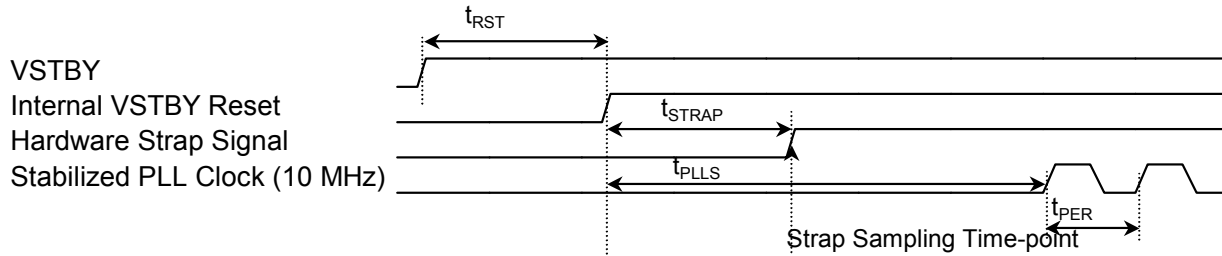 tRST
VSTBY
Internal VSTBY Reset
tSTRAP
Hardware Strap Signal
tPLLS
Stabilized PLL Clock (10 MHz)
tPER
Strap Sampling Time-point